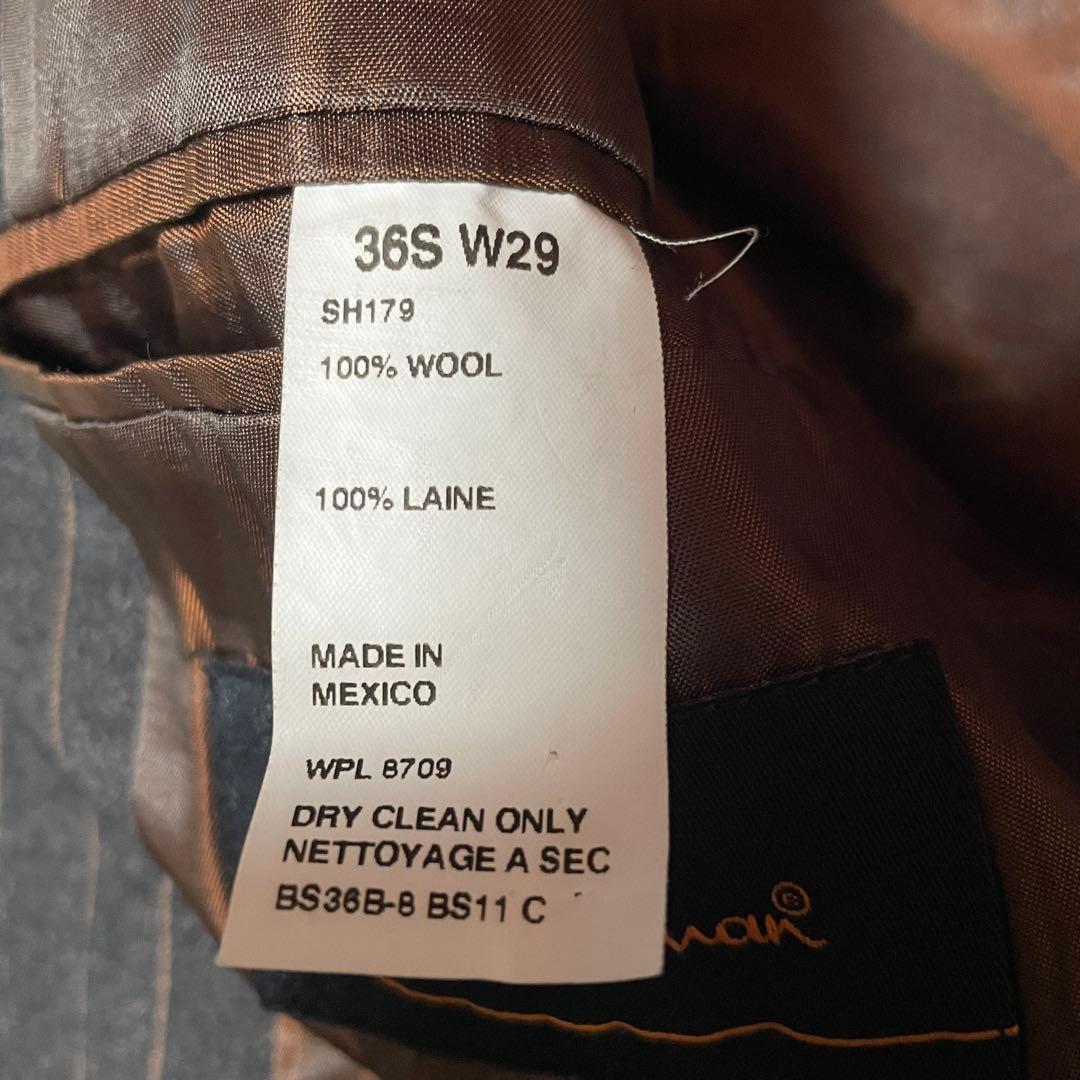 36S W29
SH179
100% WOOL
100% LAINE
MADE IN
MEXICO
WPL 8709
DRY CLEAN ONLY
NETTOYAGE A SEC
BS36B-8 BS11 C